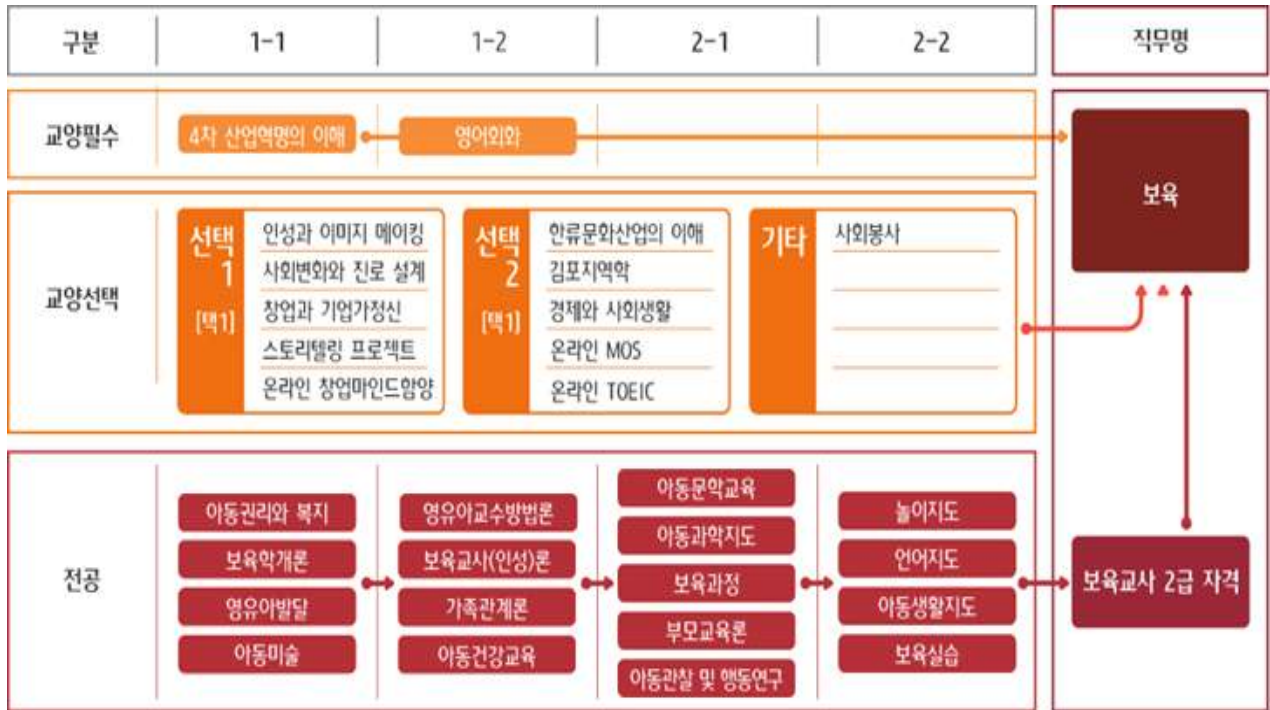 구분
1-1
1-2
2-1
2-2
직무명
교양필수
4차 산업혁명의 이해
영어회화
보육
교양선택
선택
1
[택1]
인성과 이미지 메이킹
사회변화와 진로 설계
창업과 기업가정신
스토리텔링 프로젝트
온라인 창업마인드함양
선택
2
[택1]
한류문화산업의 이해
김포지역학
경제와 사회생활
온라인 MOS
온라인 TOEIC
기타
사회봉사
전공
아동권리와 복지
보육학개론
영유아발달
아동미술
영유아교수방법론
보육교사(인성)론
가족관계론
아동건강교육
아동문학교육
아동과학지도
보육과정
부모교육론
아동관찰 및 행동연구
놀이지도
언어지도
아동생활지도
보육실습
보육교사 2급 자격